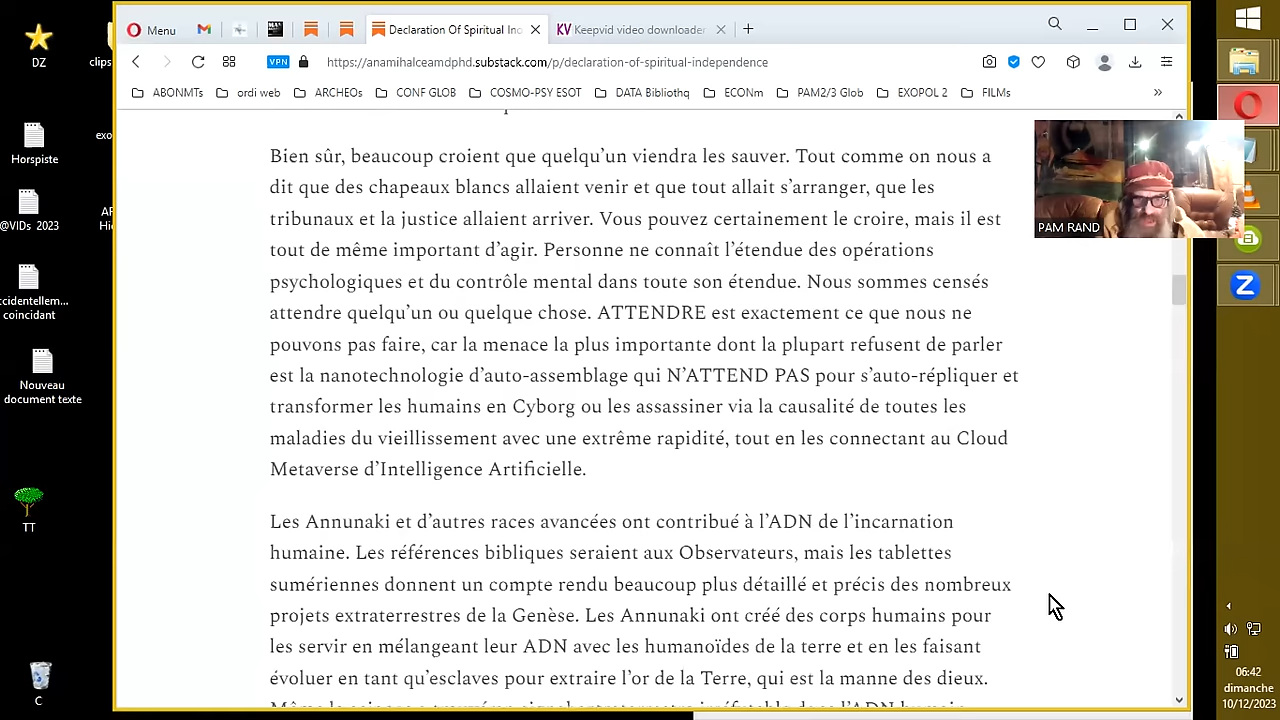 Menu
Declaration Of Spiritual Inc
KV Keepvid video downloade
VPN
https://anamihalceamdphd.substack.com/p/declaration-of-spiritual-independence
ABONMTs
ordi web
ARCHEOs
CONF GLOB
COSMO-PSY ESOT
DATA Bibliothq
ECONm
PAM2/3 Glob
EXOPOL 2
FILMs
»
Bien sûr, beaucoup croient que quelqu’un viendra les sauver. Tout comme on nous a
dit que des chapeaux blancs allaient venir et que tout allait s’arranger, que les
tribunaux et la justice allaient arriver. Vous pouvez certainement le croire, mais il est
tout de même important d’agir. Personne ne connaît l’étendue des opérations
psychologiques et du contrôle mental dans toute son étendue. Nous sommes censés
attendre quelqu’un ou quelque chose. ATTENDRE est exactement ce que nous ne
pouvons pas faire, car la menace la plus importante dont la plupart refusent de parler
est la nanotechnologie d’auto-assemblage qui N’ATTEND PAS pour s’auto-répliquer et
transformer les humains en Cyborg ou les assassiner via la causalité de toutes les
maladies du vieillissement avec une extrême rapidité, tout en les connectant au Cloud
Metaverse d’Intelligence Artificielle.
Les Annunaki et d’autres races avancées ont contribué à l’ADN de l’incarnation
humaine. Les références bibliques seraient aux Observateurs, mais les tablettes
sumériennes donnent un compte rendu beaucoup plus détaillé et précis des nombreux
projets extraterrestres de la Genèse. Les Annunaki ont créé des corps humains pour
les servir en mélangeant leur ADN avec les humanoïdes de la terre et en les faisant
évoluer en tant qu’esclaves pour extraire l’or de la Terre, qui est la manne des dieux.
PAM RAND
DZ
clips
Horspiste
exo
@VIDs 2023
ccidentellem...
coincidant
Nouveau
document texte
TT
C
06:42
dimanche
10/12/2023